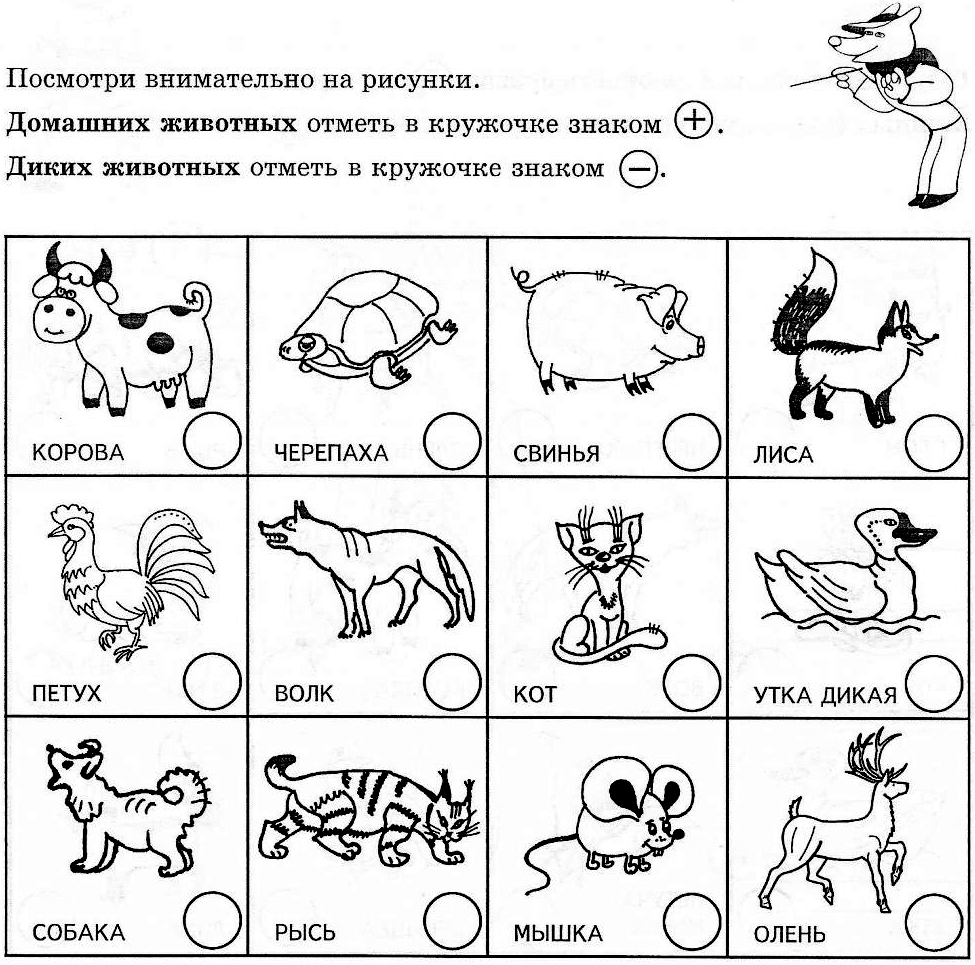 Посмотри внимательно на рисунки.
Домашних животных отметь в кружочке знаком +.
Диких животных отметь в кружочке знаком −.
КОРОВА
ЧЕРЕПАХА
СВИНЬЯ
ЛИСА
ПЕТУХ
ВОЛК
КОТ
УТКА ДИКАЯ
СОБАКА
РЫСЬ
МЫШКА
ОЛЕНЬ